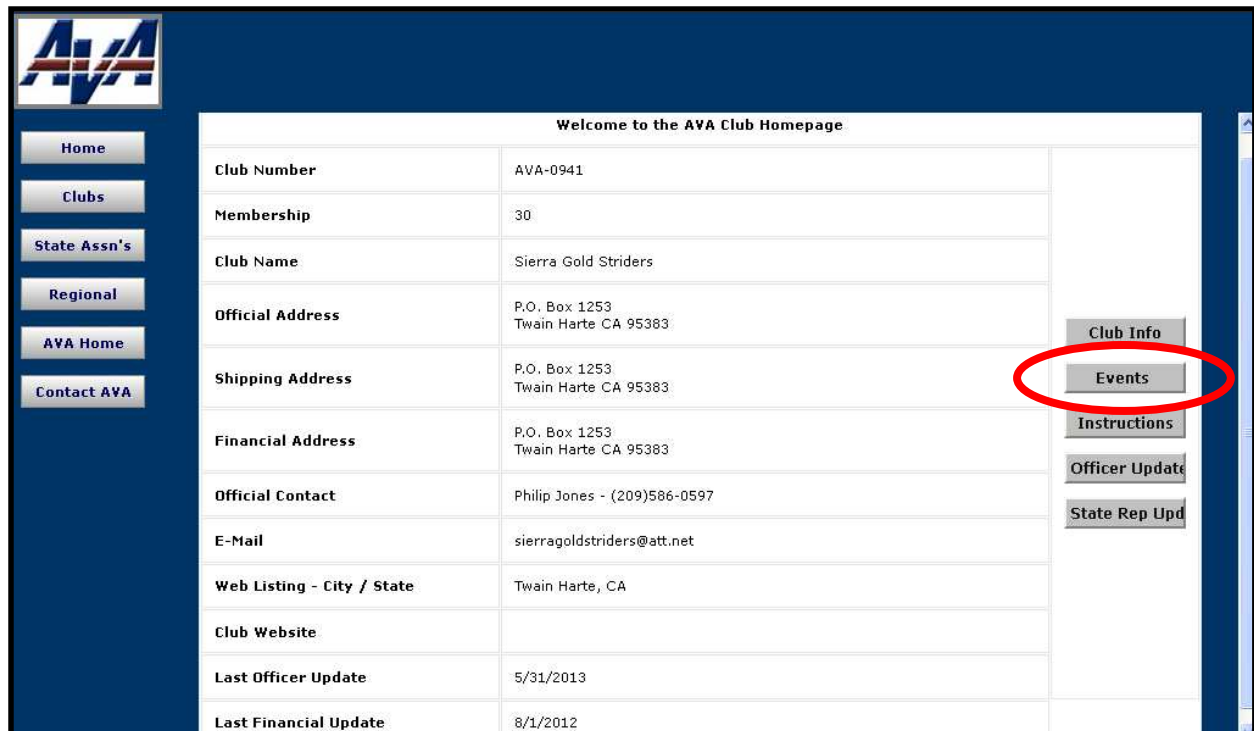 AVA
Home
Clubs
State Assn's
Regional
AVA Home
Contact AVA
Welcome to the AVA Club Homepage
Club Number AVA-0941
Membership 30
Club Name Sierra Gold Striders
Official Address P.O. Box 1253
Twain Harte CA 95383
Shipping Address P.O. Box 1253
Twain Harte CA 95383
Financial Address P.O. Box 1253
Twain Harte CA 95383
Official Contact Philip Jones - (209)586-0597
E-Mail sierragoldstriders@att.net
Web Listing - City / State Twain Harte, CA
Club Website
Last Officer Update 5/31/2013
Last Financial Update 8/1/2012
Club Info
Events
Instructions
Officer Update
State Rep Upd